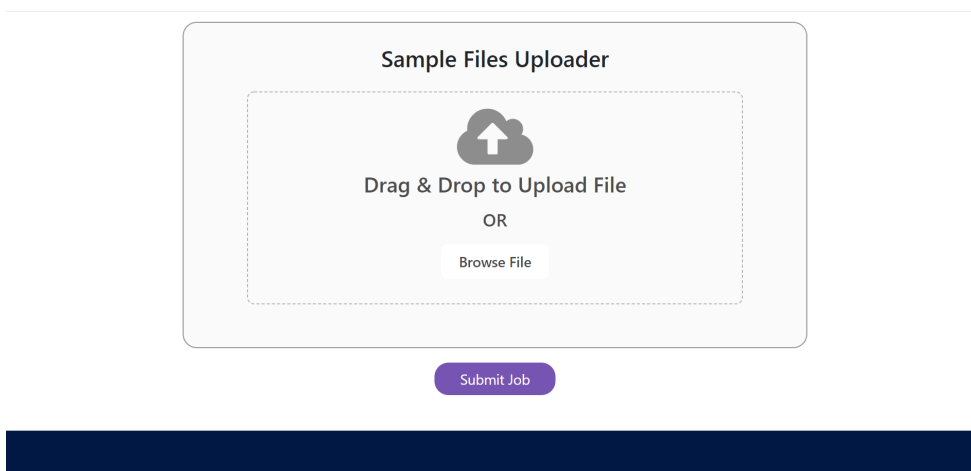 Sample Files Uploader
Drag & Drop to Upload File
OR
Browse File
Submit Job